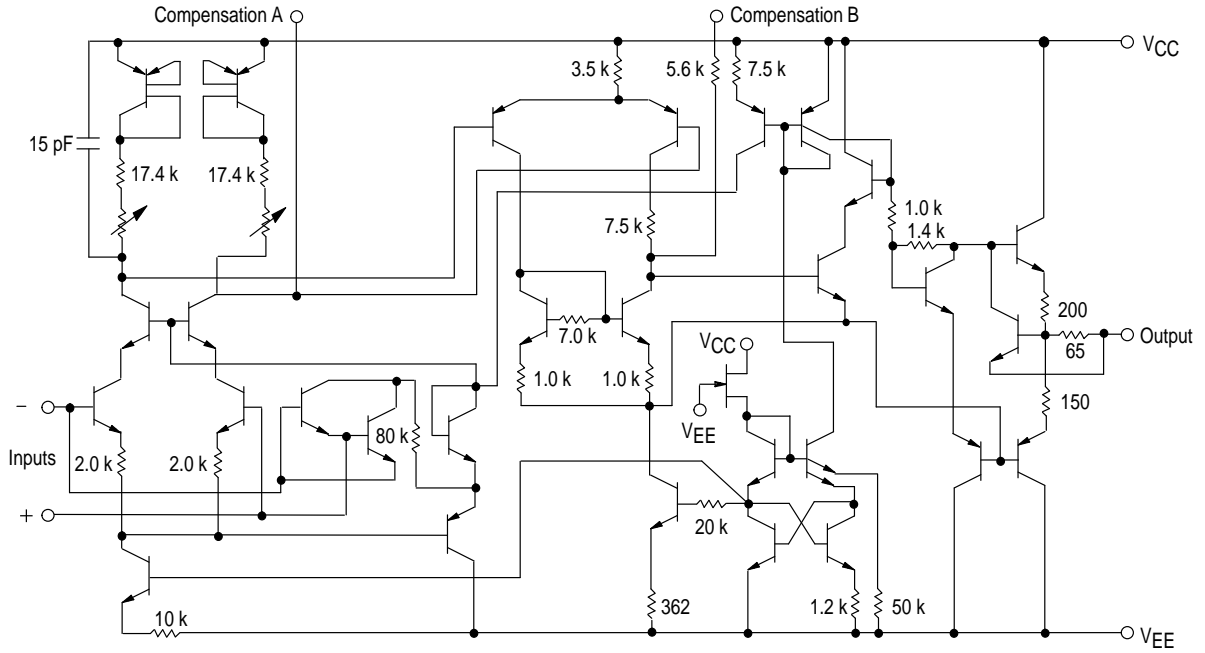 Compensation A
Compensation B
VCC
3.5 k
5.6 k
7.5 k
15 pF
17.4 k
17.4 k
7.5 k
1.0 k
1.4 k
7.0 k
200
65
Output
VCC
1.0 k
1.0 k
VEE
150
−
80 k
Inputs
2.0 k
2.0 k
+
20 k
10 k
362
1.2 k
50 k
VEE